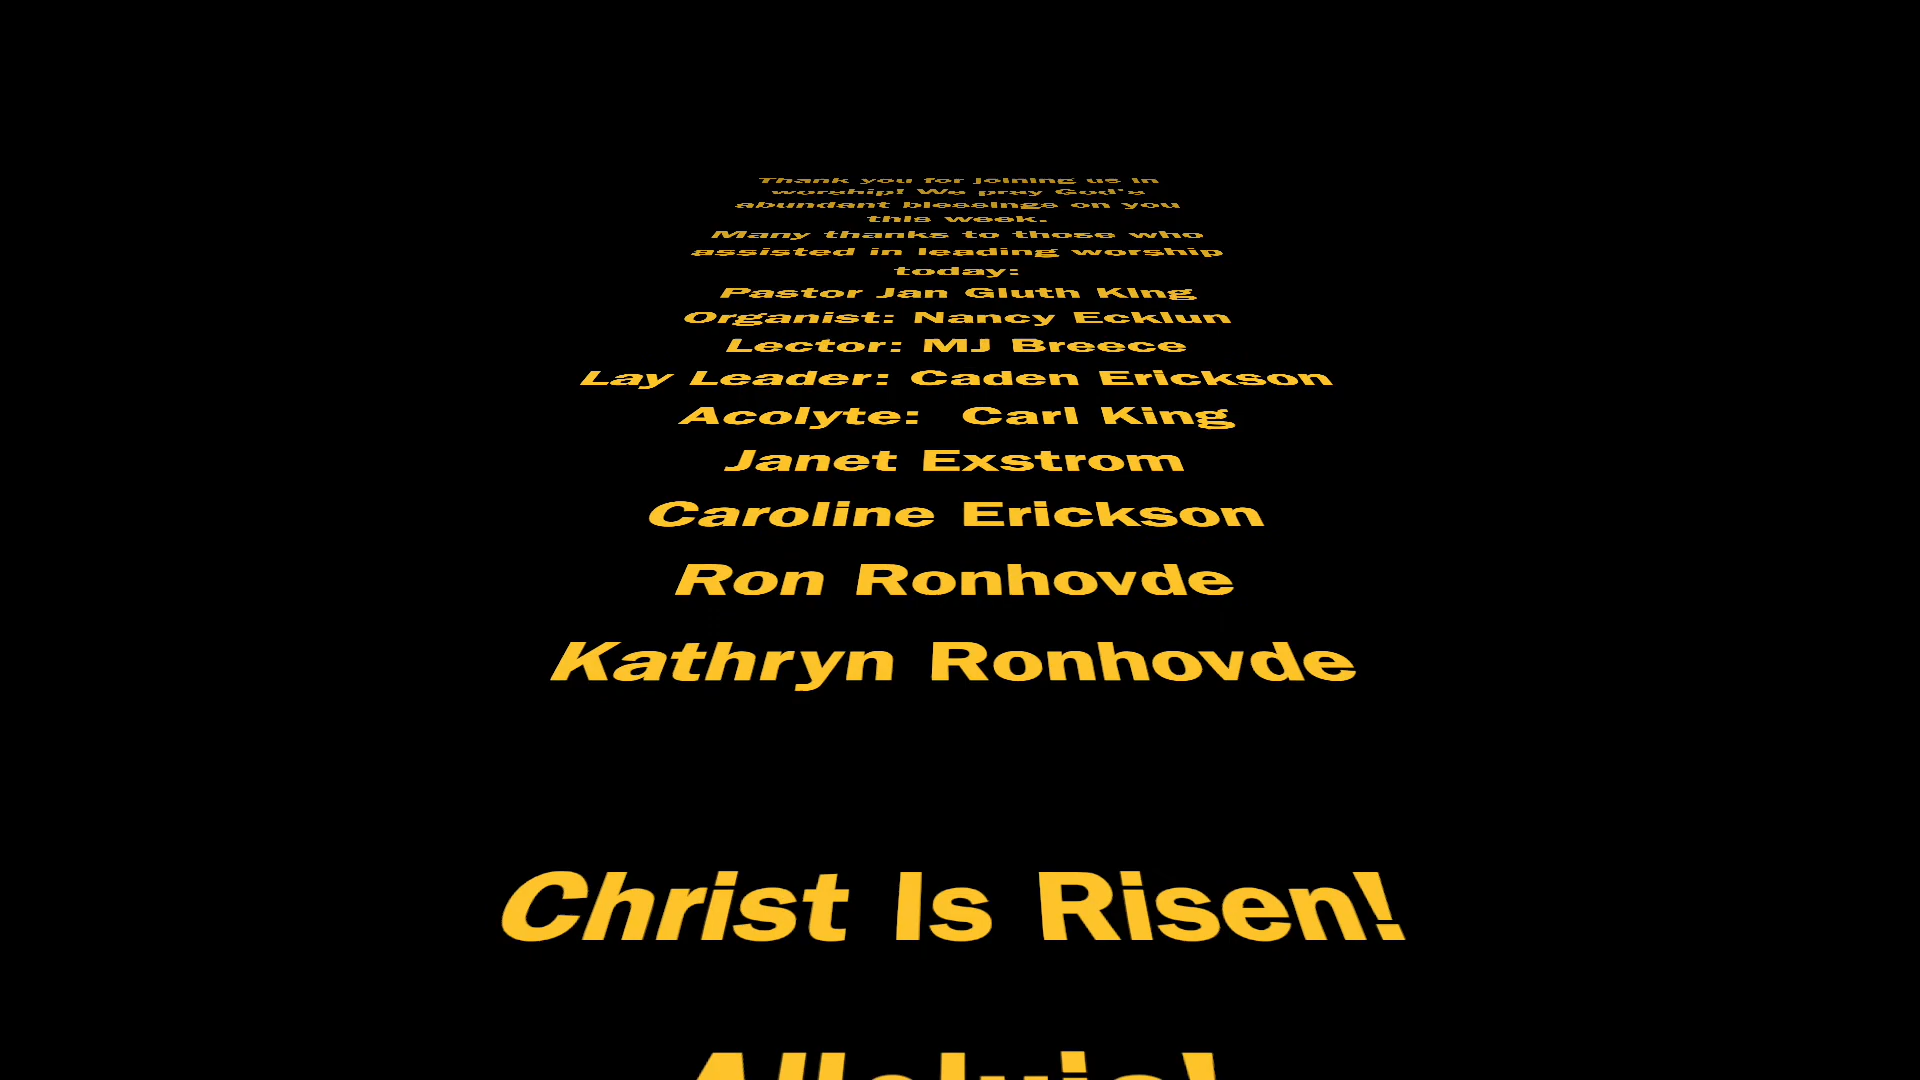 Thank you for joining us in
worship! We pray God's
abundant blessings on you
this week.
Many thanks to those who
assisted in leading worship
today:
Pastor Jan Gluth King
Organist: Nancy Ecklun
Lector: MJ Breece
Lay Leader: Caden Erickson
Acolyte:  Carl King
Janet Exstrom
Caroline Erickson
Ron Ronhovde
Kathryn Ronhovde
Christ Is Risen!
Alleluia!